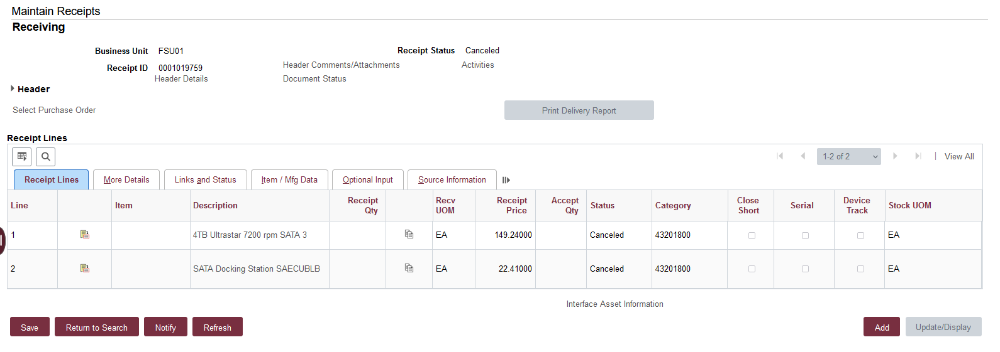 Maintain Receipts
Receiving
Business Unit FSU01 Receipt Status Canceled
Receipt ID 0001019759 Header Comments/Attachments Activities
Header Details Document Status
Header
Select Purchase Order Print Delivery Report
Receipt Lines
1-2 of 2 | View All
Receipt Lines More Details Links and Status Item / Mfg Data Optional Input Source Information
Line Item Description Receipt Qty Recv UOM Receipt Price Accept Qty Status Category Close Short Serial Device Track Stock UOM
1 4TB Ultrastar 7200 rpm SATA 3 EA 149.24000 Canceled 43201800 EA
2 SATA Docking Station SAECUBLB EA 22.41000 Canceled 43201800 EA
Interface Asset Information
Save Return to Search Notify Refresh Add Update/Display